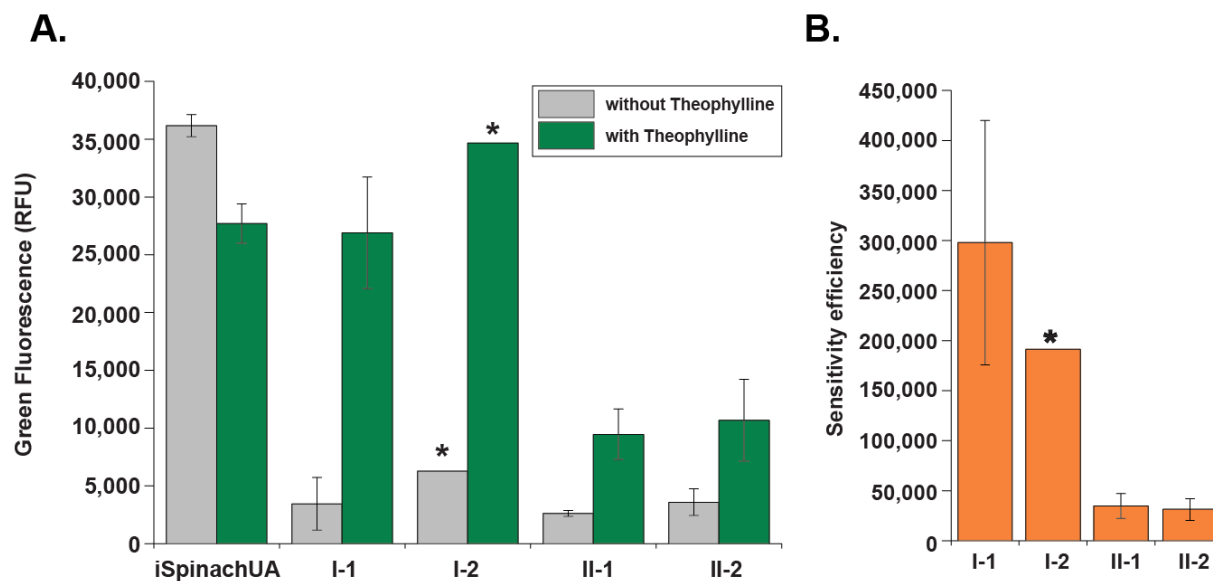 A.
B.
Green Fluorescence (RFU)
40,000
35,000
30,000
25,000
20,000
15,000
10,000
5,000
0
without Theophylline
with Theophylline
*
*
iSpinachUA I-1 I-2 II-1 II-2
Sensitivity efficiency
450,000
400,000
350,000
300,000
250,000
200,000
150,000
100,000
50,000
0
*
I-1 I-2 II-1 II-2